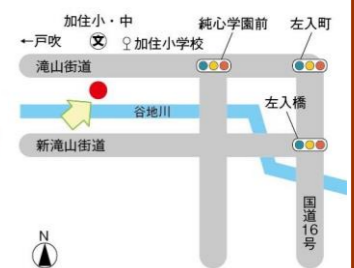 加住小・中
純心学園前
左入町
←戸吹
文
加住小学校
滝山街道
左入橋
谷地川
新滝山街道
国道16号
N